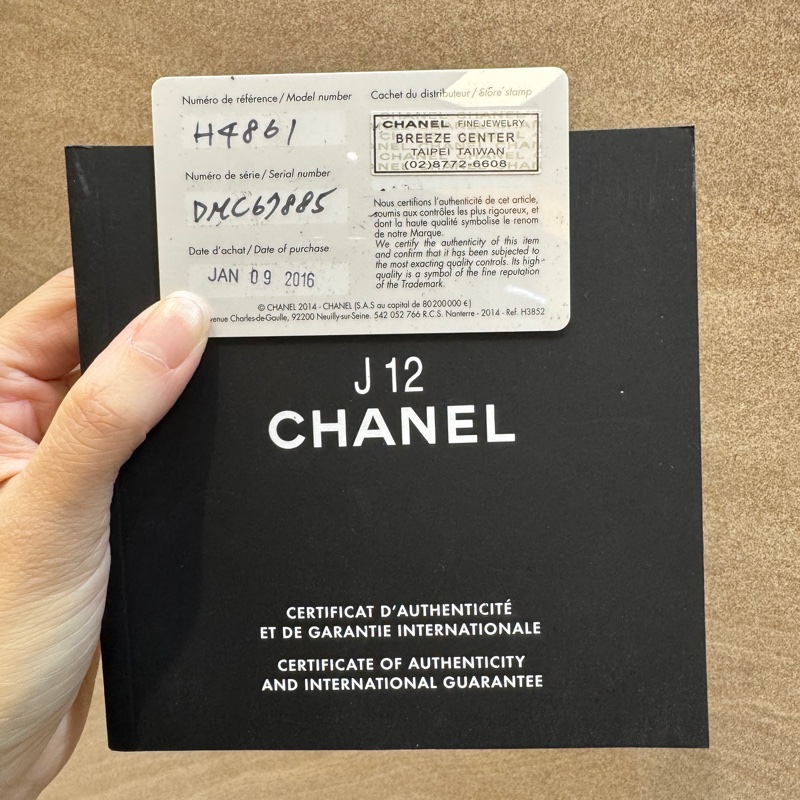 Numéro de référence / Model number
H4861
Numéro de série / Serial number
DMC67885
Date d'achat / Date of purchase
JAN 09 2016
Cachet du distributeur / Store stamp
CHANEL FINE JEWELRY
BREEZE CENTER
TAIPEI TAIWAN
(02)8772-6608
Nous certifions l'authenticité de cet article,
soumis aux contrôles les plus rigoureux, et
dont la haute qualité symbolise le renom
de notre Marque.
We certify the authenticity of this item
and confirm that it has been subjected to
the most exacting quality controls. Its high
quality is a symbol of the fine reputation
of the Trademark.
© CHANEL 2014 - CHANEL (S.A.S au capital de 80 200 000 €)
venue Charles-de-Gaulle, 92200 Neuilly-sur-Seine. 542 052 766 R.C.S. Nanterre - 2014 - Ref. H3852
J12
CHANEL
CERTIFICAT D'AUTHENTICITÉ
ET DE GARANTIE INTERNATIONALE
CERTIFICATE OF AUTHENTICITY
AND INTERNATIONAL GUARANTEE